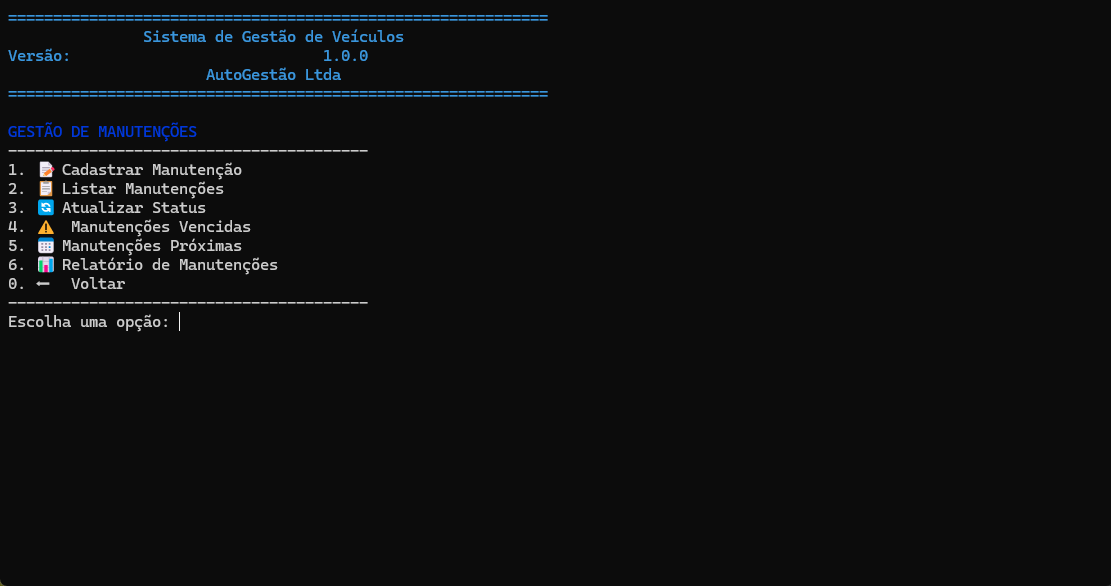 ============================================================
Sistema de Gestão de Veículos
Versão: 1.0.0
AutoGestão Ltda
============================================================
GESTÃO DE MANUTENÇÕES
----------------------------------------
1. 📝 Cadastrar Manutenção
2. 📋 Listar Manutenções
3. 🔄 Atualizar Status
4. ⚠️ Manutenções Vencidas
5. 📅 Manutenções Próximas
6. 📊 Relatório de Manutenções
0. ⬅ Voltar
----------------------------------------
Escolha uma opção: